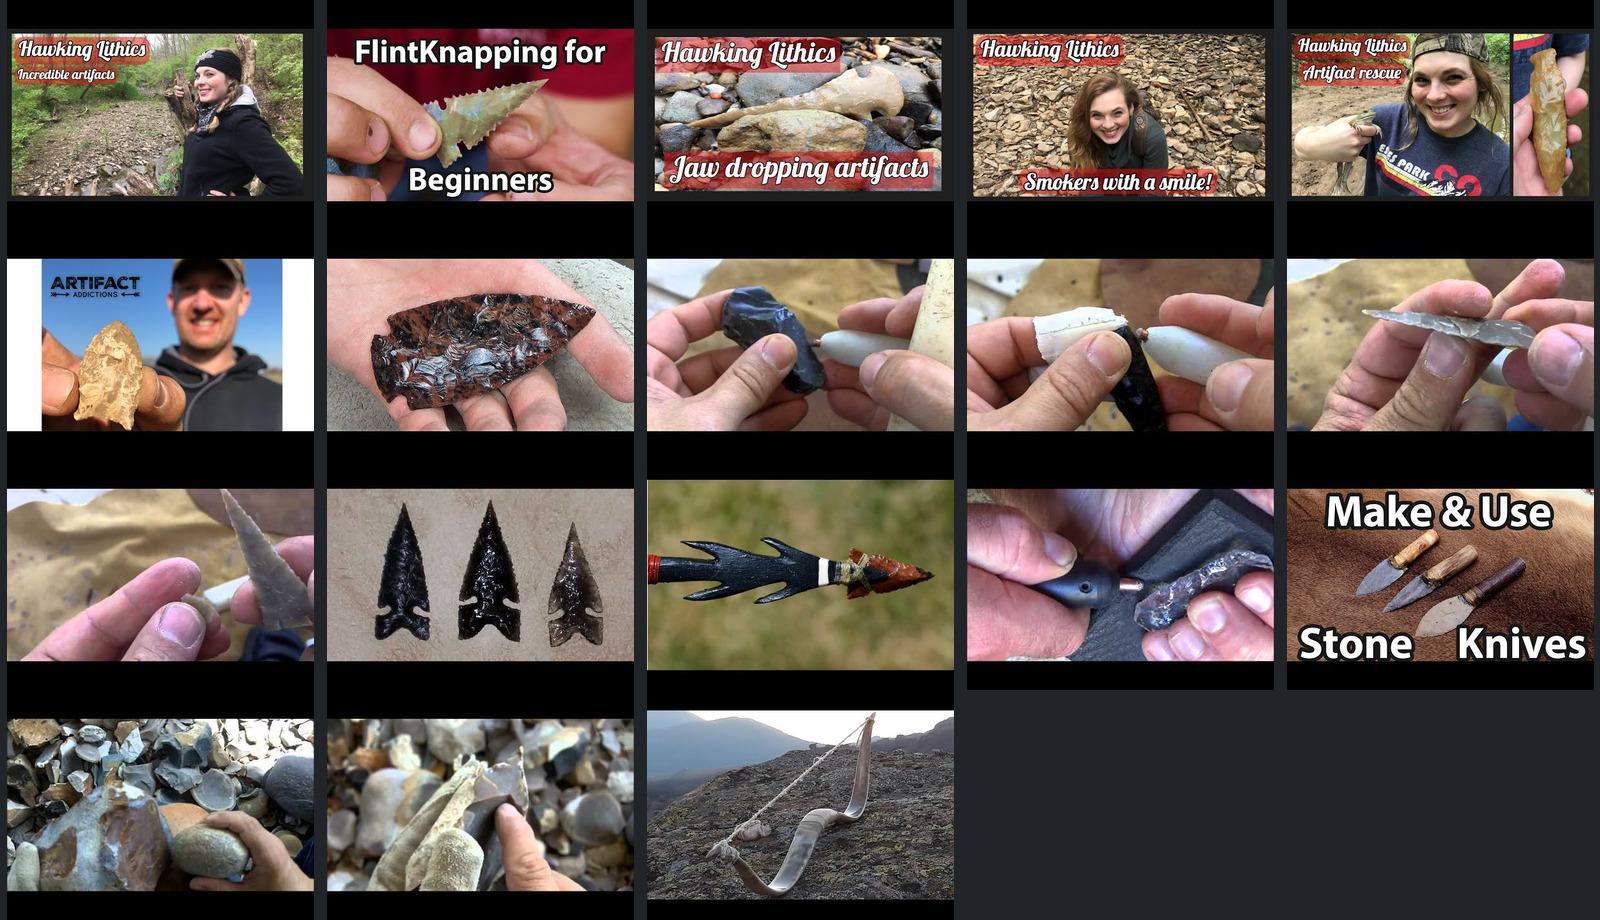 Hawking Lithics
Incredible artifacts
FlintKnapping for
Beginners
Hawking Lithics
Jaw dropping artifacts
Hawking Lithics
Smokers with a smile!
Hawking Lithics
Artifact rescue
PARK
ARTIFACT
ADDICTIONS
Make & Use
Stone Knives